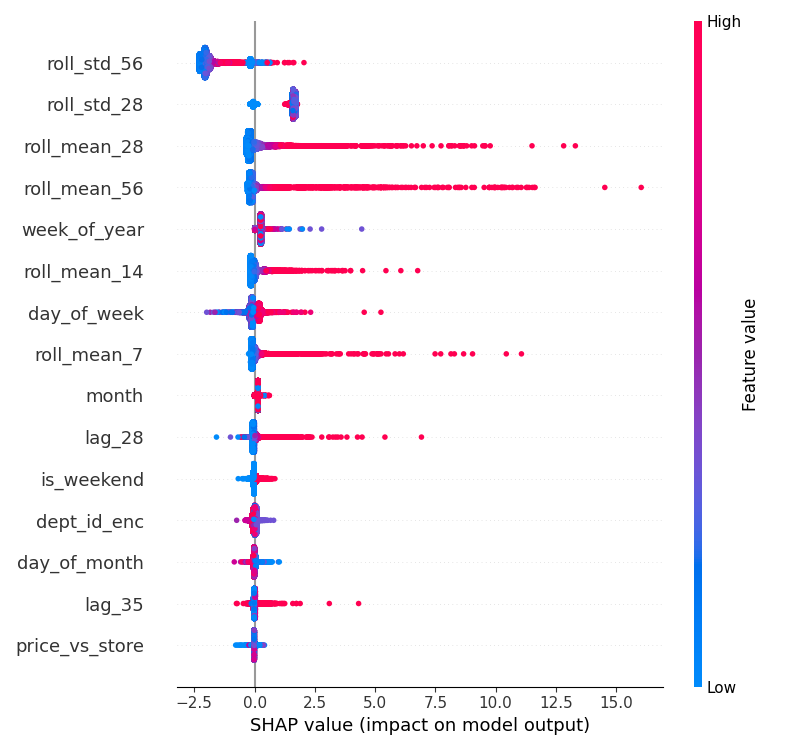 High
roll_std_56
roll_std_28
roll_mean_28
roll_mean_56
week_of_year
roll_mean_14
day_of_week
roll_mean_7
month
lag_28
is_weekend
dept_id_enc
day_of_month
lag_35
price_vs_store
Feature value
Low
−2.5 0.0 2.5 5.0 7.5 10.0 12.5 15.0
SHAP value (impact on model output)